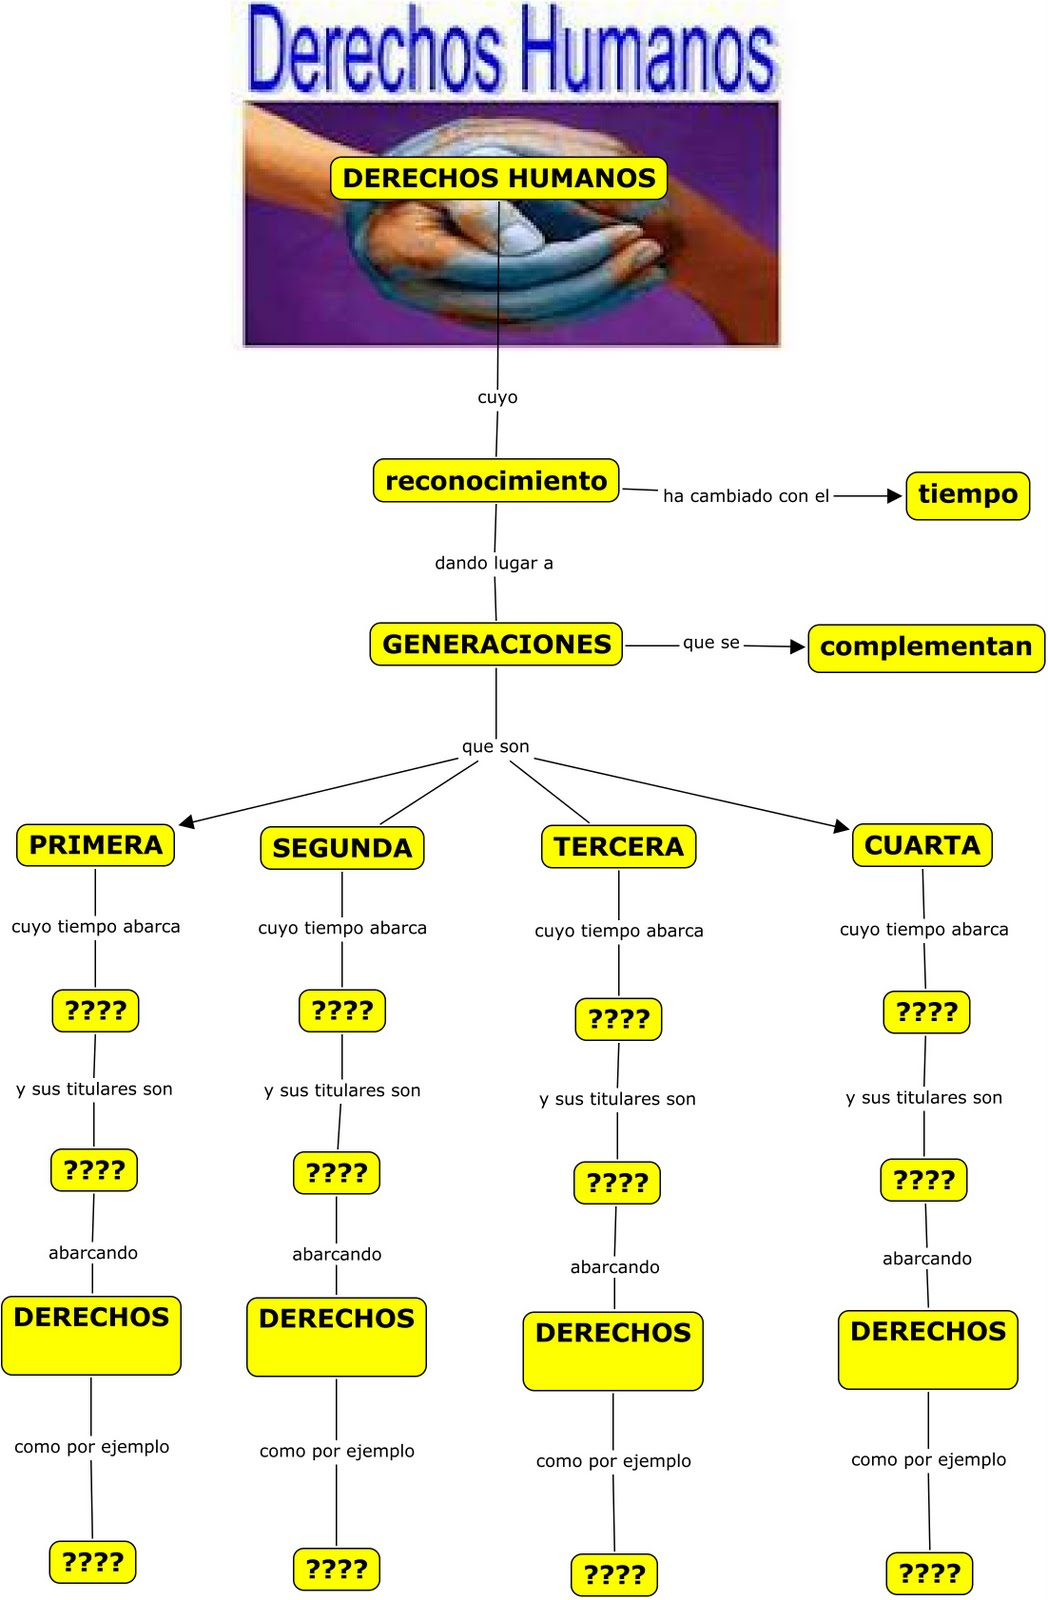 Derechos Humanos
DERECHOS HUMANOS
cuyo
reconocimiento
ha cambiado con el
tiempo
dando lugar a
GENERACIONES
que se
complementan
que son
PRIMERA
SEGUNDA
TERCERA
CUARTA
cuyo tiempo abarca
cuyo tiempo abarca
cuyo tiempo abarca
cuyo tiempo abarca
????
????
????
????
y sus titulares son
y sus titulares son
y sus titulares son
y sus titulares son
????
????
????
????
abarcando
abarcando
abarcando
abarcando
DERECHOS
DERECHOS
DERECHOS
DERECHOS
como por ejemplo
como por ejemplo
como por ejemplo
como por ejemplo
????
????
????
????